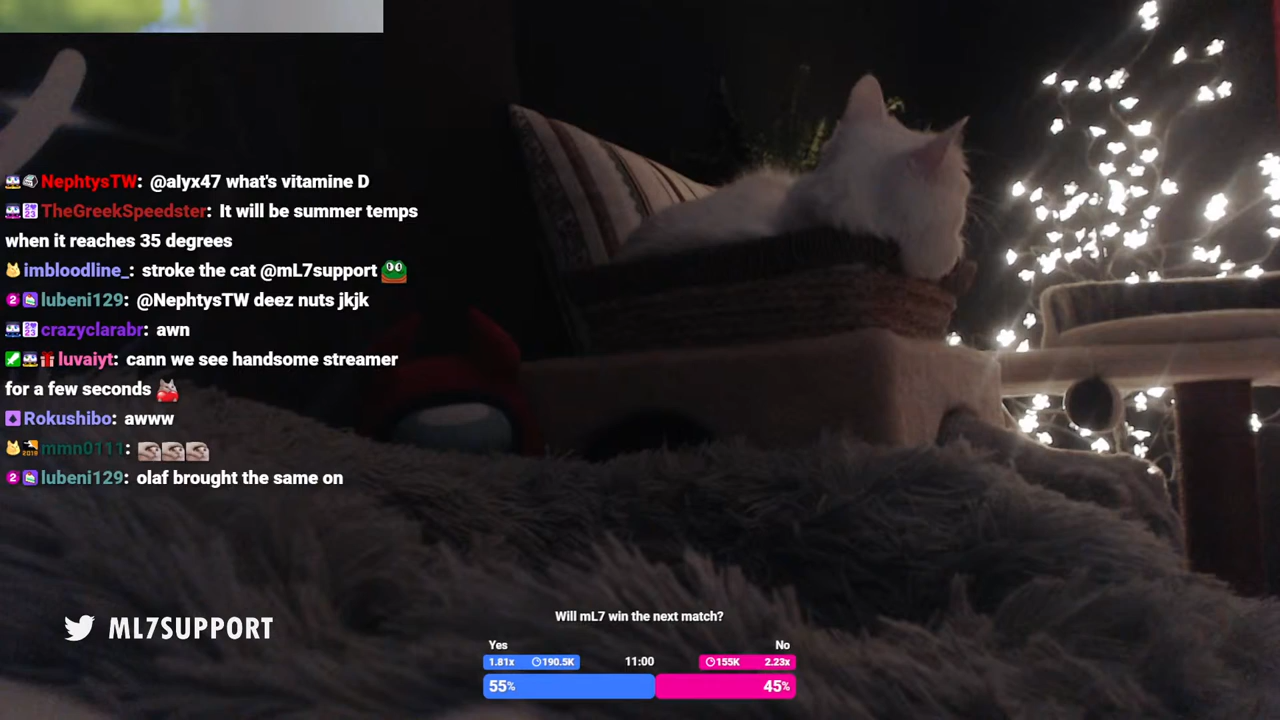 NephtysTW: @alyx47 what's vitamine D
TheGreekSpeedster: It will be summer temps
when it reaches 35 degrees
imbloodline_: stroke the cat @mL7support
2 lubeni129: @NephtysTW deez nuts jkjk
crazyclarabr: awn
luvaiyt: cann we see handsome streamer
for a few seconds
Rokushibo: awww
mmn0111:
2 lubeni129: olaf brought the same on
ML7SUPPORT
Will mL7 win the next match?
Yes No
1.81x 190.5K 11:00 155K 2.23x
55% 45%